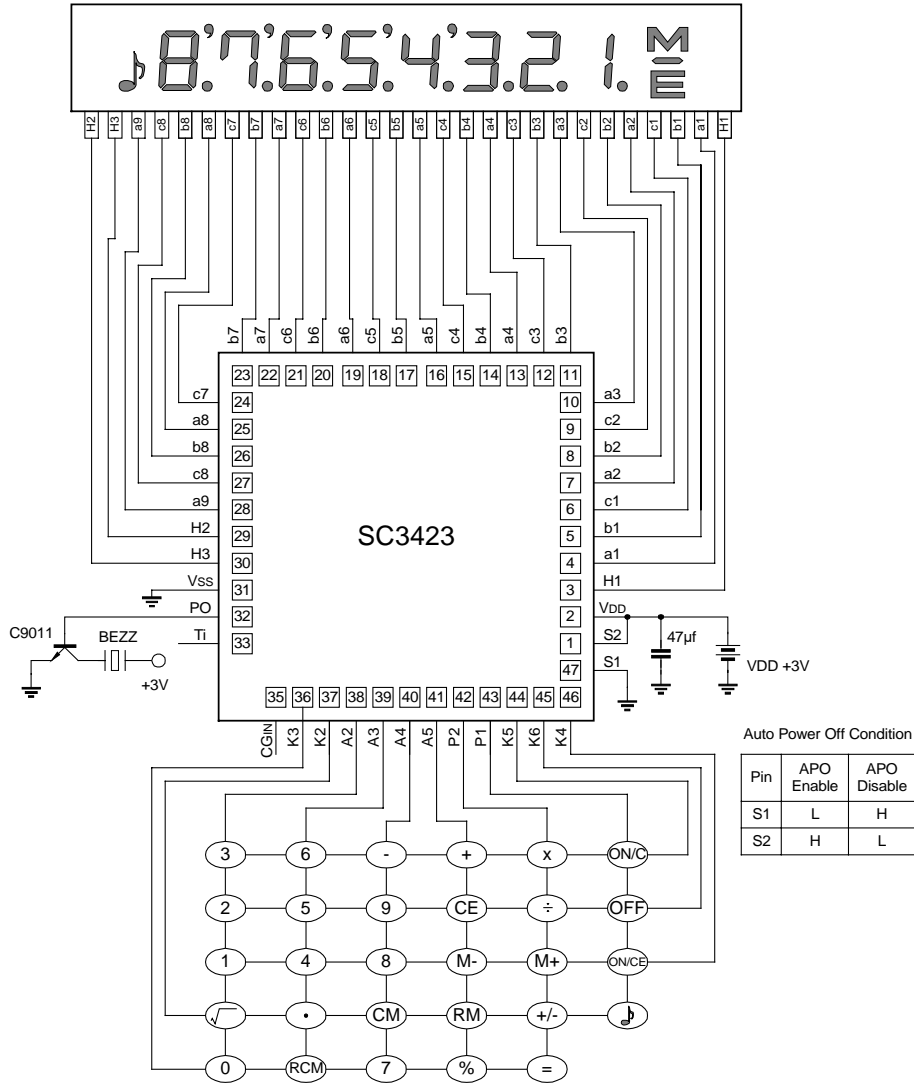 ♪8'.7'.6'.5'.4'.3.2.1. M
E
H2 H3 a9 c8 b8 a8 c7 b7 a7 c6 b6 a6 c5 b5 a5 c4 b4 a4 c3 b3 a3 c2 b2 a2 c1 b1 a1 H1
b7 a7 c6 b6 a6 c5 b5 a5 c4 b4 a4 c3 b3
23 22 21 20 19 18 17 16 15 14 13 12 11
c7 24 10 a3
a8 25 9 c2
b8 26 8 b2
c8 27 7 a2
a9 28 6 c1
SC3423
H2 29 5 b1
H3 30 4 a1
VSS 31 3 H1
PO 32 2 VDD
C9011 BEZZ
Ti 33 1 S2
47µf
+3V
47 S1
VDD +3V
35 36 37 38 39 40 41 42 43 44 45 46
CGIN K3 K2 A2 A3 A4 A5 P2 P1 K5 K6 K4
Auto Power Off Condition
Pin APO Enable APO Disable
S1 L H
S2 H L
3 6 - + x ON/C
2 5 9 CE ÷ OFF
1 4 8 M- M+ ON/CE
√ • CM RM +/- ♪
0 RCM 7 % =